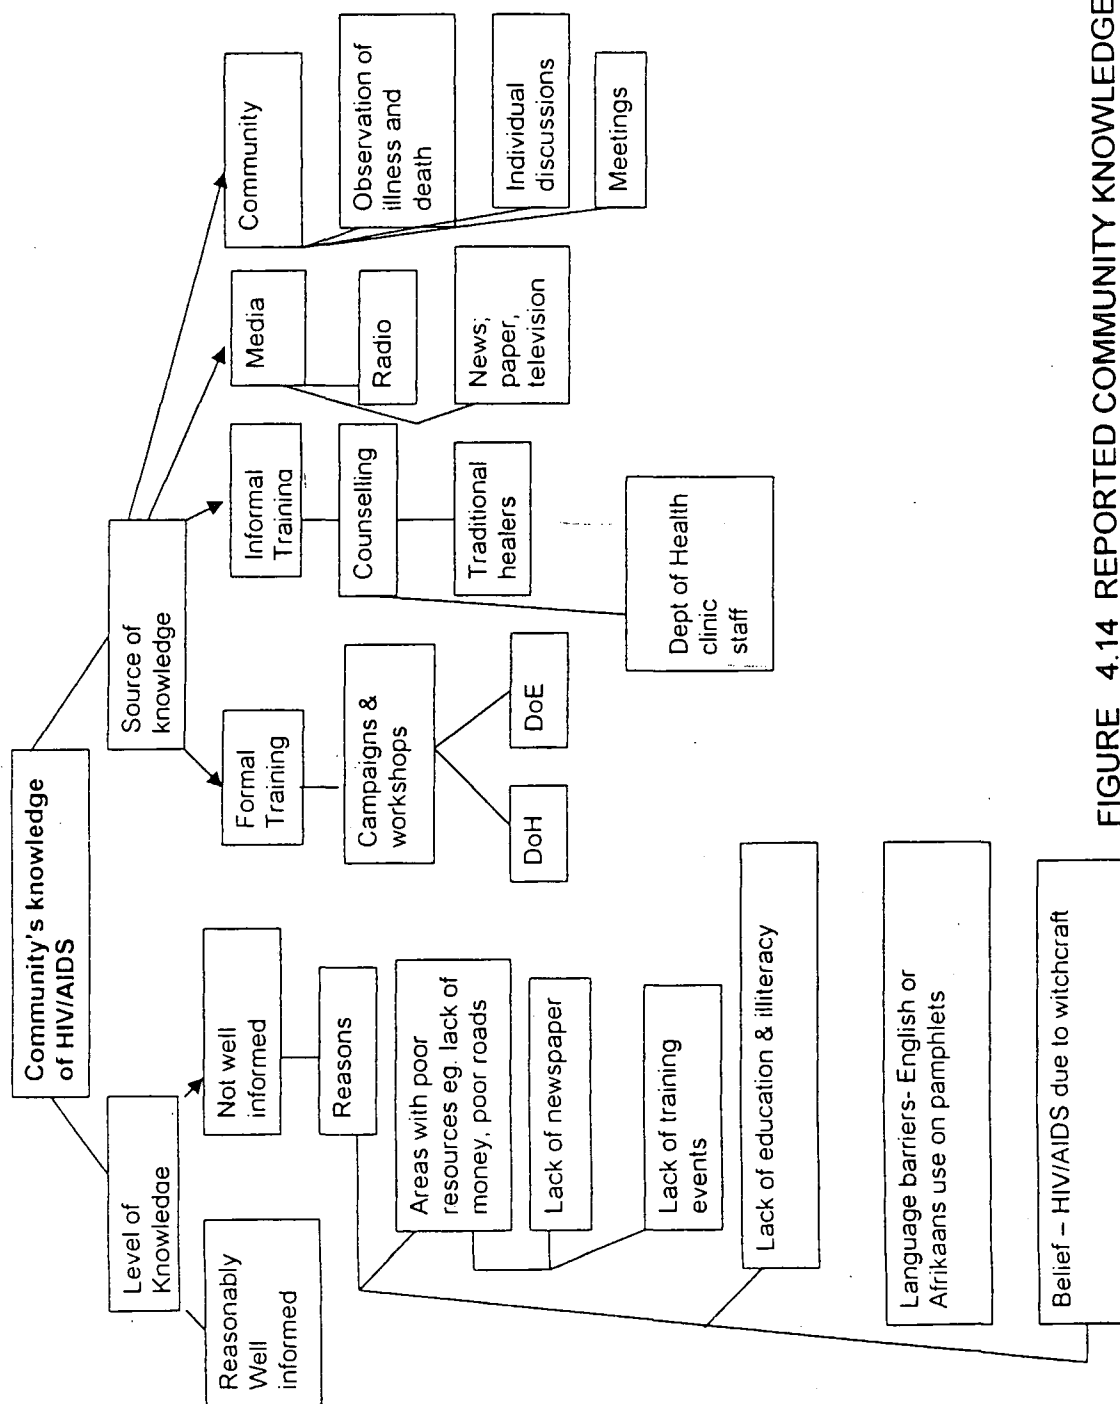 Community's knowledge
of HIV/AIDS
Level of
Knowledge
Source of
knowledge
Reasonably
Well
informed
Not well
informed
Formal
Training
Informal
Training
Media
Community
Reasons
Campaigns &
workshops
Counselling
Radio
Observation of
illness and
death
Areas with poor
resources eg. lack of
money, poor roads
Traditional
healers
News;
paper,
television
Individual
discussions
Lack of newspaper
DoH
DoE
Meetings
Lack of training
events
Dept of Health
clinic
staff
Lack of education & illiteracy
Language barriers- English or
Afrikaans use on pamphlets
Belief – HIV/AIDS due to witchcraft
FIGURE 4.14 REPORTED COMMUNITY KNOWLEDGE